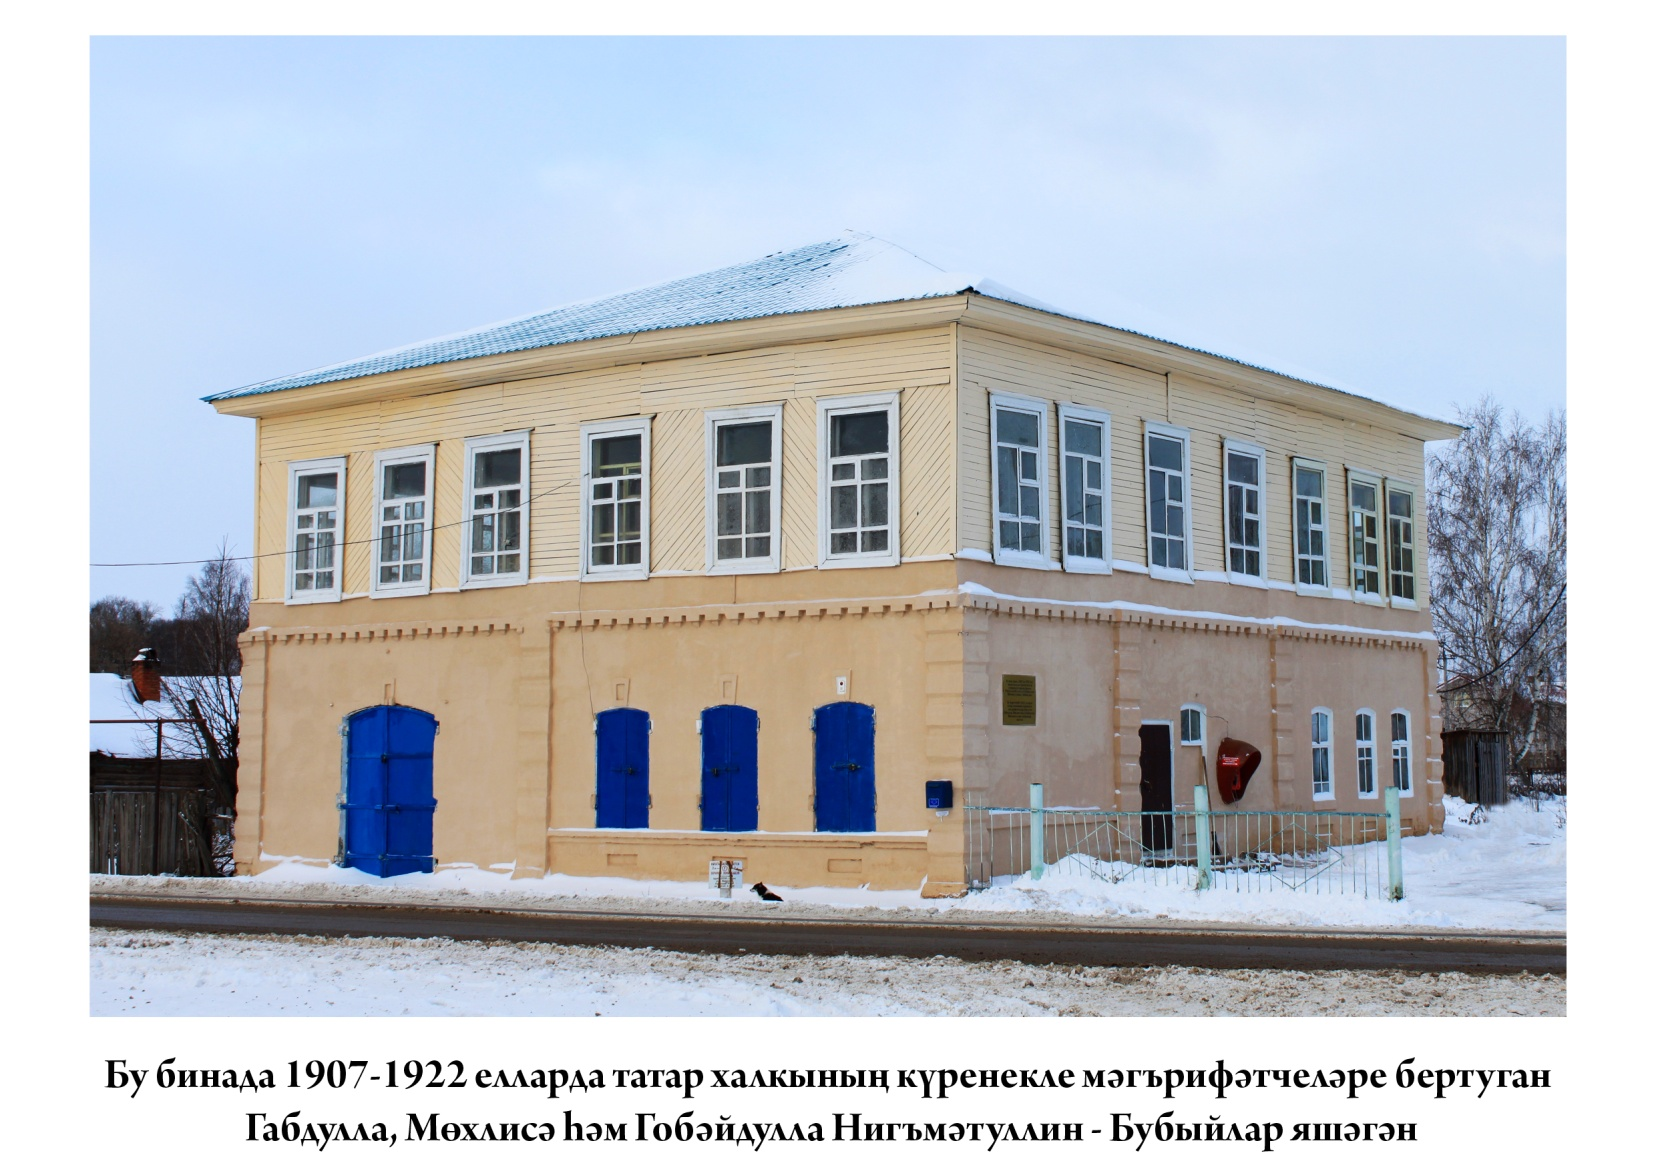 Бу бинада 1907-1922 елларда татар халкының күренекле мәгърифәтчеләре бертуган
Габдулла, Мөхлисә һәм Гобәйдулла Нигъмәтуллин - Бубыйлар яшәгән